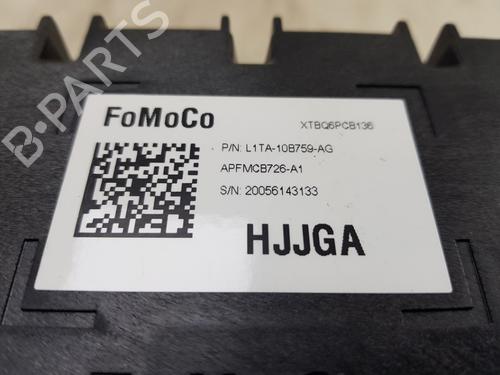 B-PARTS
FoMoCo
XTBQ6PCB136
P/N: L1TA-10B759-AG
APFMCB726-A1
S/N: 20056143133
HJJGA